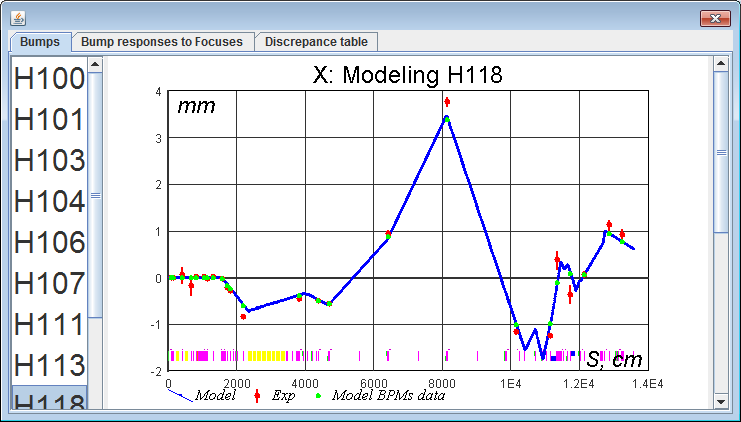 Bumps Bump responses to Focuses Discrepance table
H100
H101
H103
H104
H106
H107
H111
H113
H118
X: Modeling H118
mm
4
3
2
1
0
-1
-2
0 2000 4000 6000 8000 1E4 1.2E4 1.4E4
S, cm
Model Exp Model BPMs data